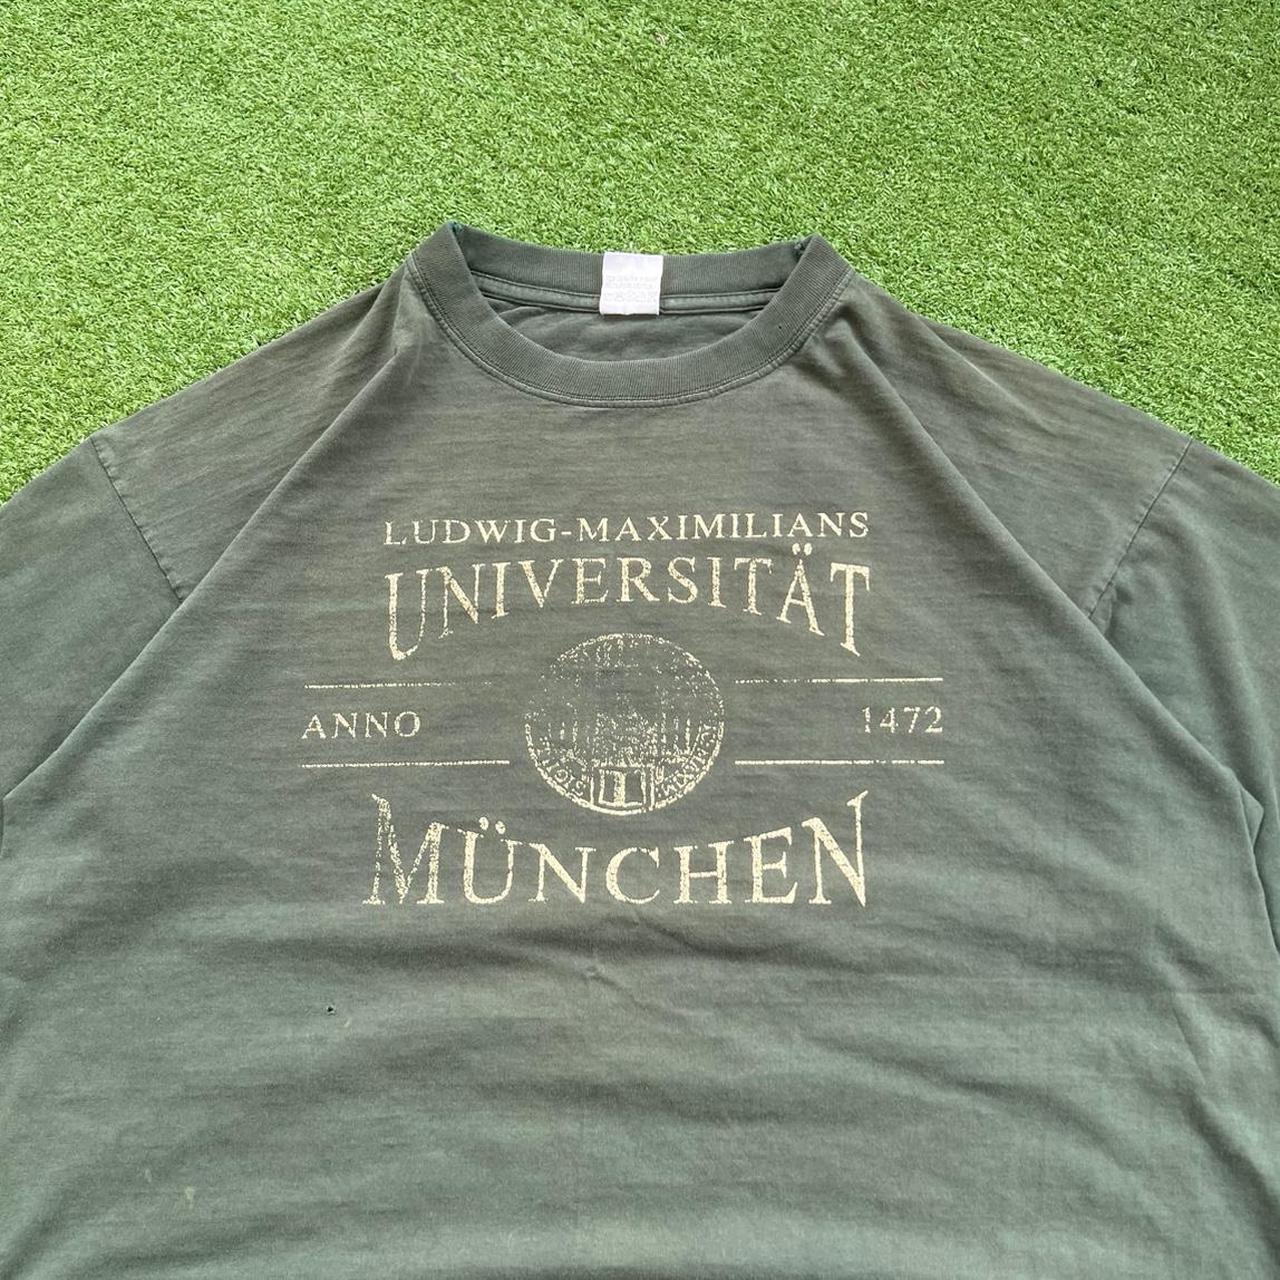 LUDWIG-MAXIMILIANS
UNIVERSITÄT
ANNO 1472
MÜNCHEN